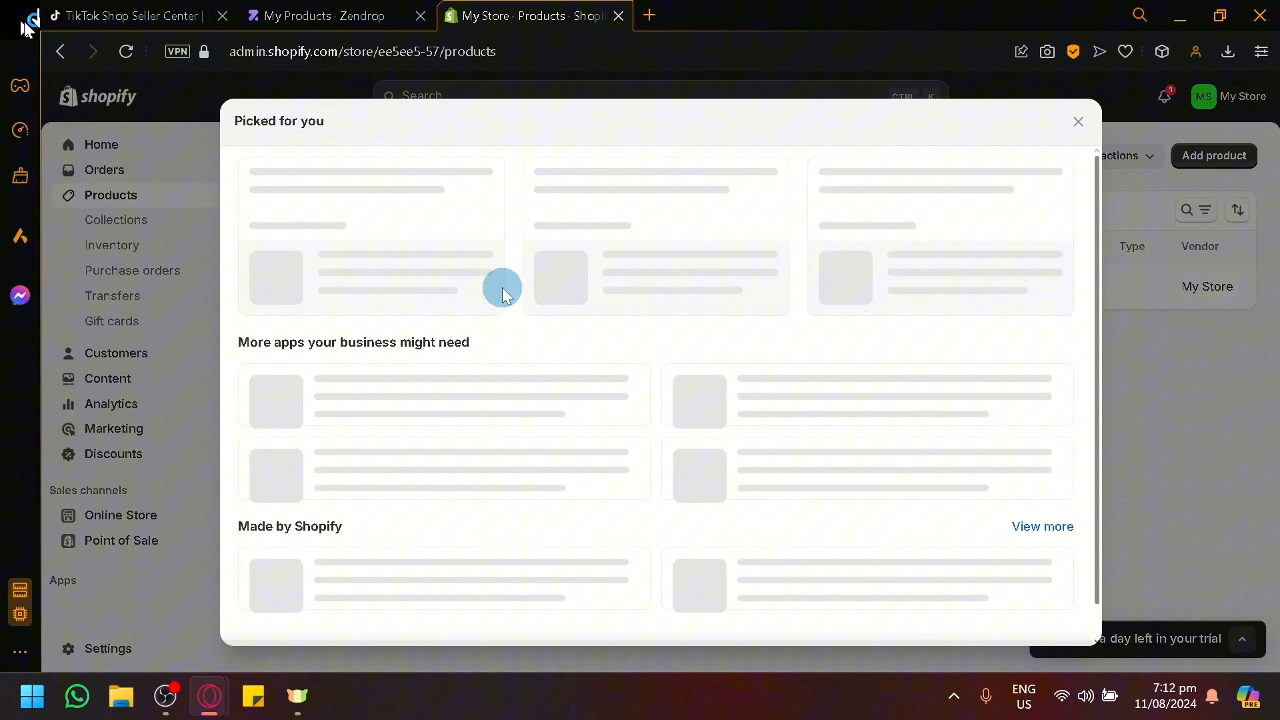 TikTok Shop Seller Center |
My Products - Zendrop
My Store · Products · Shopif
VPN
admin.shopify.com/store/ee5ee5-57/products
shopify
Search
CTRL K
1
MS My Store
Picked for you
Home
Orders
Products
Collections
Inventory
Purchase orders
Transfers
Gift cards
Customers
Content
Analytics
Marketing
Discounts
Sales channels
Online Store
Point of Sale
Apps
Settings
ctions
Add product
Type
Vendor
My Store
More apps your business might need
Made by Shopify
View more
a day left in your trial
ENG
US
7:12 pm
11/08/2024
PRE